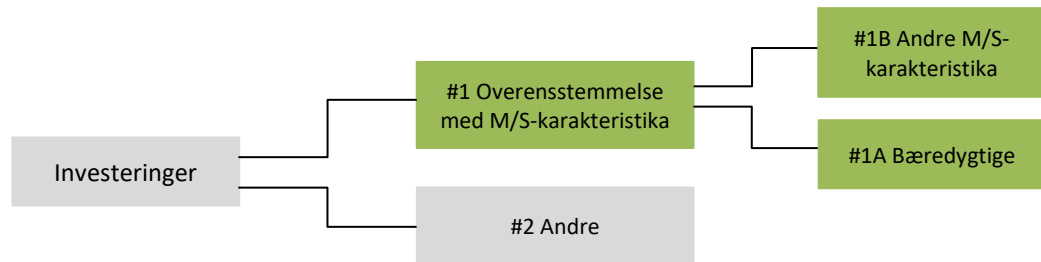 Investeringer
#1 Overensstemmelse
med M/S-karakteristika
#2 Andre
#1B Andre M/S-
karakteristika
#1A Bæredygtige